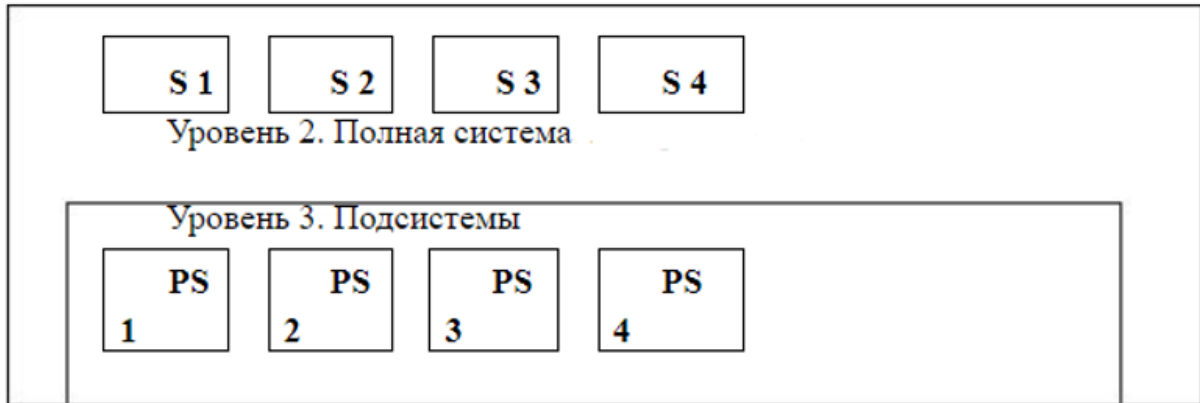 S 1 S 2 S 3 S 4
Уровень 2. Полная система
Уровень 3. Подсистемы
PS PS PS PS
1 2 3 4